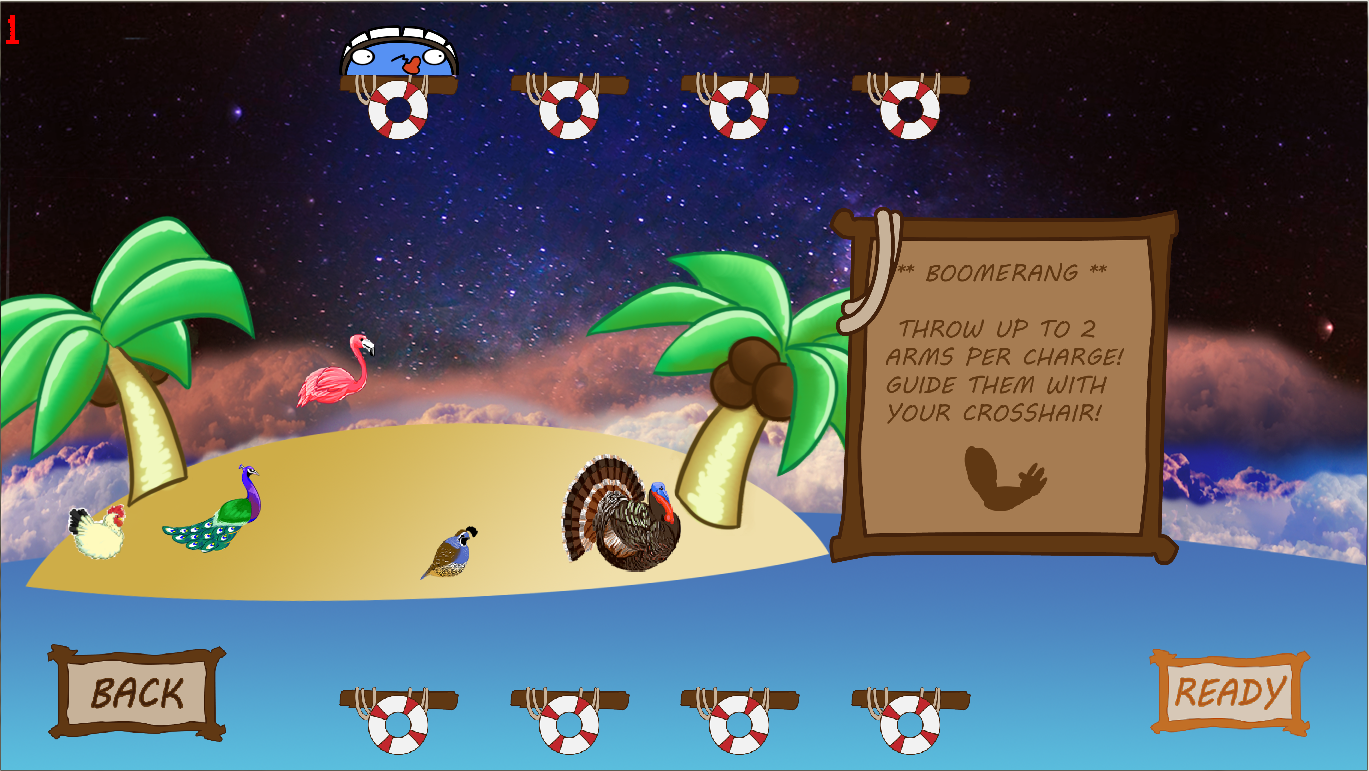 1
** BOOMERANG **
THROW UP TO 2
ARMS PER CHARGE!
GUIDE THEM WITH
YOUR CROSSHAIR!
BACK
READY